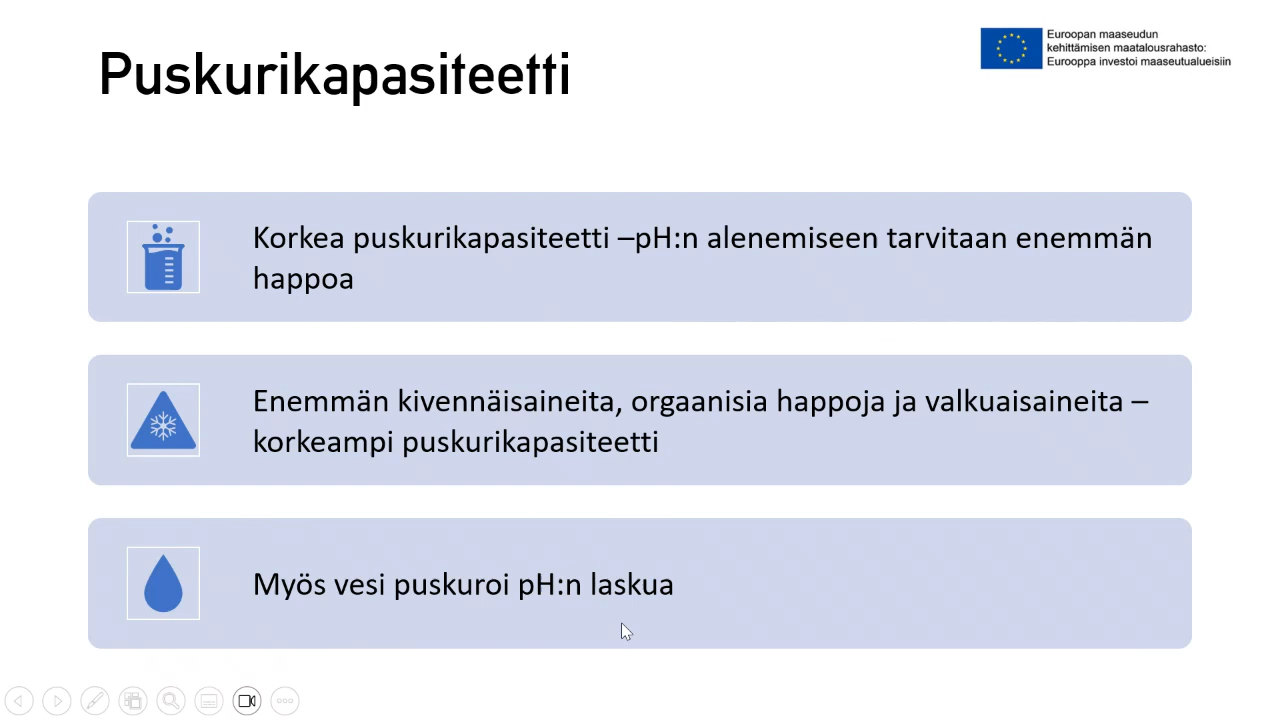 Puskurikapasiteetti
Euroopan maaseudun
kehittämisen maatalousrahasto:
Eurooppa investoi maaseutualueisiin
Korkea puskurikapasiteetti –pH:n alenemiseen tarvitaan enemmän
happoa
Enemmän kivennäisaineita, orgaanisia happoja ja valkuaisaineita –
korkeampi puskurikapasiteetti
Myös vesi puskuroi pH:n laskua